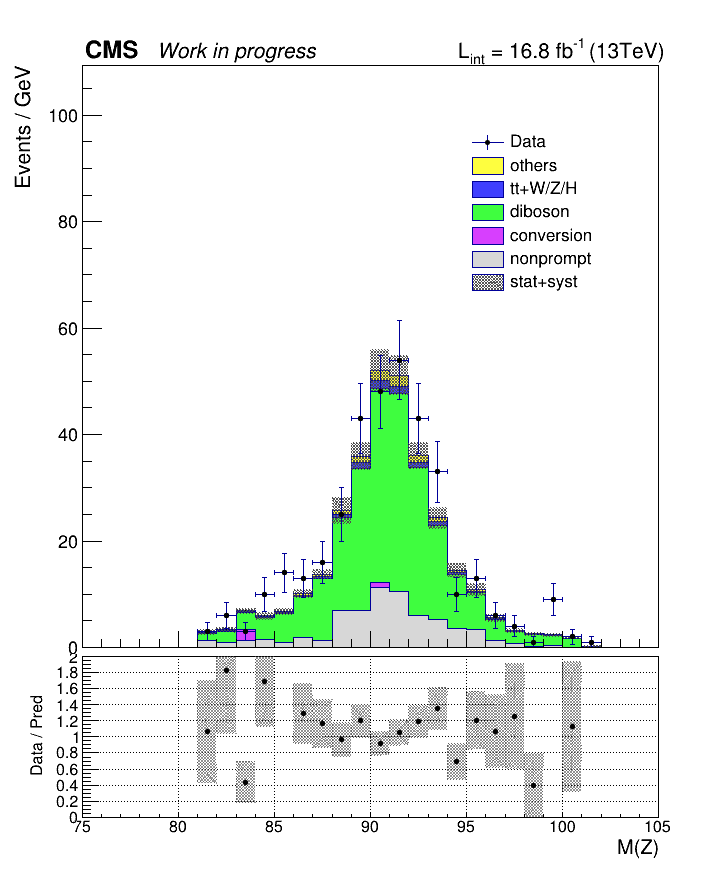 CMS Work in progress L_int = 16.8 fb^-1 (13TeV)
Events / GeV
100
80
60
40
20
0
Data
others
tt+W/Z/H
diboson
conversion
nonprompt
stat+syst
Data / Pred
2
1.8
1.6
1.4
1.2
1
0.8
0.6
0.4
0.2
0
75 80 85 90 95 100 105
M(Z)